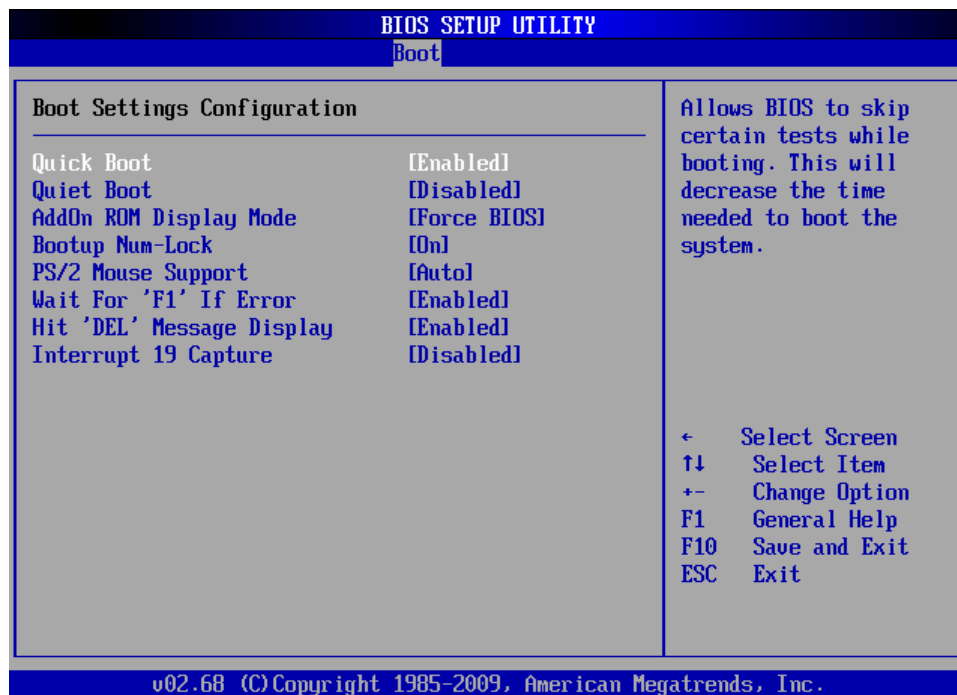 BIOS SETUP UTILITY
Boot
Boot Settings Configuration
Quick Boot [Enabled]
Quiet Boot [Disabled]
AddOn ROM Display Mode [Force BIOS]
Bootup Num-Lock [On]
PS/2 Mouse Support [Auto]
Wait For 'F1' If Error [Enabled]
Hit 'DEL' Message Display [Enabled]
Interrupt 19 Capture [Disabled]
Allows BIOS to skip
certain tests while
booting. This will
decrease the time
needed to boot the
system.
← Select Screen
↑↓ Select Item
+- Change Option
F1 General Help
F10 Save and Exit
ESC Exit
v02.68 (C)Copyright 1985-2009, American Megatrends, Inc.